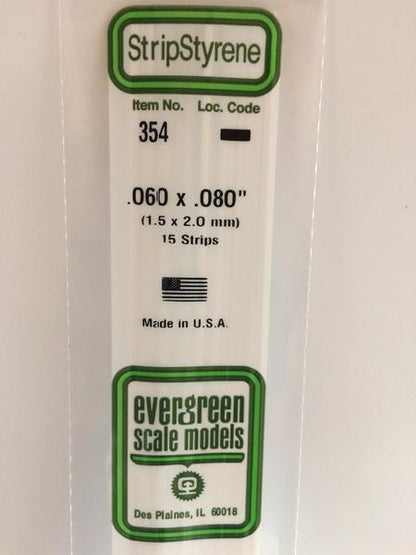 StripStyrene
Item No. Loc. Code
354
.060 x .080"
(1.5 x 2.0 mm)
15 Strips
Made in U.S.A.
evergreen
scale models
Des Plaines, IL 60018